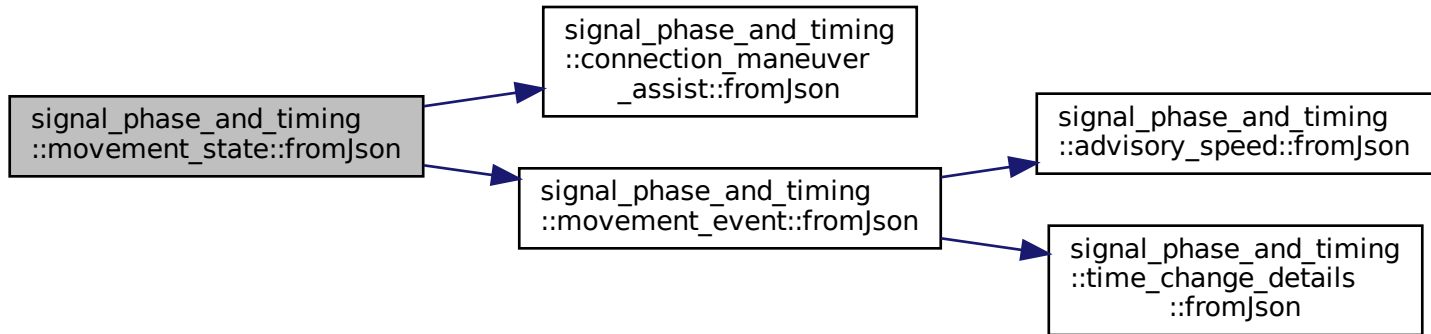 signal_phase_and_timing
::movement_state::fromJson
signal_phase_and_timing
::connection_maneuver
_assist::fromJson
signal_phase_and_timing
::movement_event::fromJson
signal_phase_and_timing
::advisory_speed::fromJson
signal_phase_and_timing
::time_change_details
::fromJson